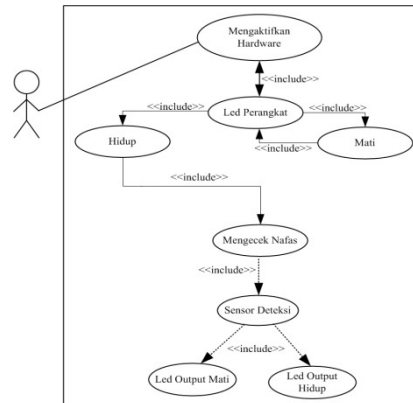 Mengaktifkan
Hardware
<<include>>
<<include>>
Led Perangkat
<<include>>
Hidup
<<include>>
Mati
<<include>>
Mengecek Nafas
<<include>>
Sensor Deteksi
<<include>>
Led Output Mati
Led Output
Hidup